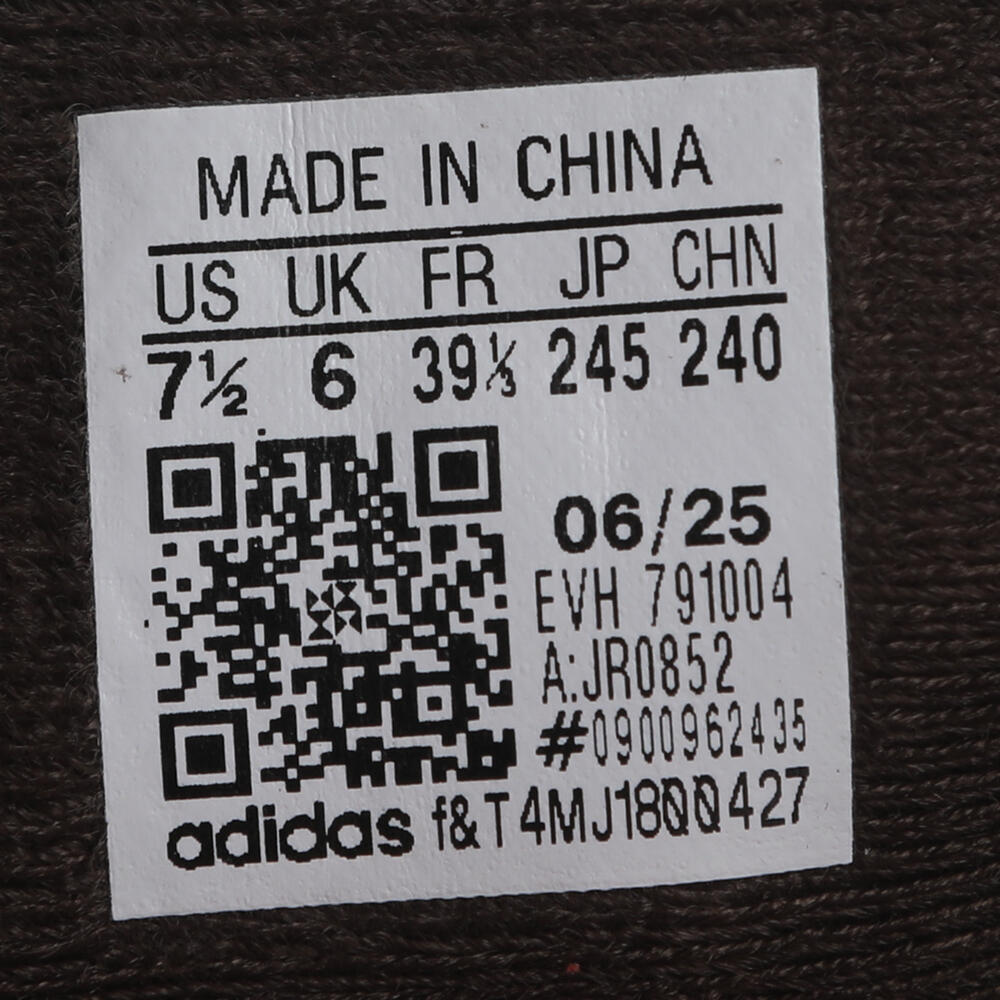 MADE IN CHINA
US UK FR JP CHN
7½ 6 39⅓ 245 240
06/25
EVH 791004
A:JR0852
#0900962435
adidas f&T4MJ1800427